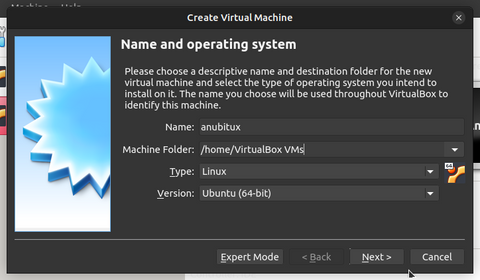 Create Virtual Machine
Name and operating system
Please choose a descriptive name and destination folder for the new
virtual machine and select the type of operating system you intend to
install on it. The name you choose will be used throughout VirtualBox to
identify this machine.
Name: anubitux
Machine Folder: /home/VirtualBox VMs
Type: Linux
64
Version: Ubuntu (64-bit)
Expert Mode < Back Next > Cancel